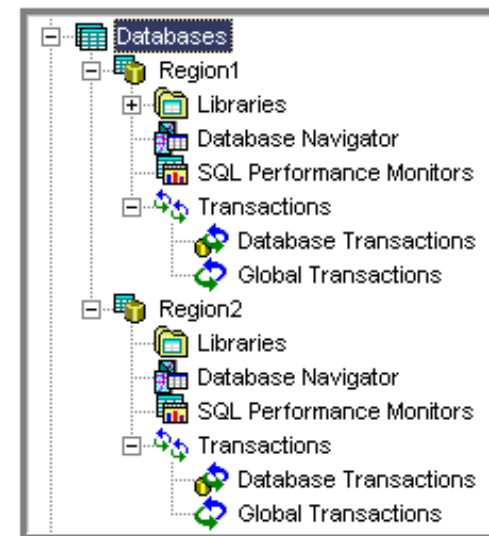 Databases
Region1
Libraries
Database Navigator
SQL Performance Monitors
Transactions
Database Transactions
Global Transactions
Region2
Libraries
Database Navigator
SQL Performance Monitors
Transactions
Database Transactions
Global Transactions